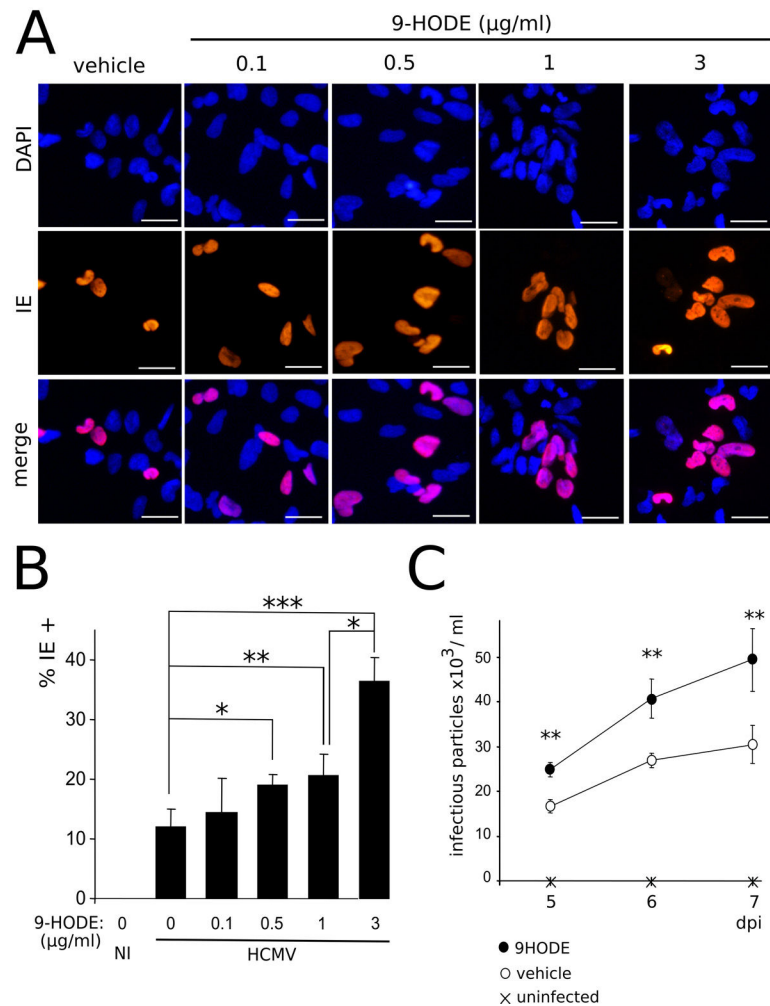 A
9-HODE (µg/ml)
vehicle 0.1 0.5 1 3
DAPI
IE
merge
B
% IE +
40
30
20
10
0
*** 
*
**
*
9-HODE: 0 0 0.1 0.5 1 3
(µg/ml)
NI HCMV
C
infectious particles x10³/ ml
50
40
30
20
10
0
**
**
**
5 6 7
dpi
9HODE
vehicle
uninfected